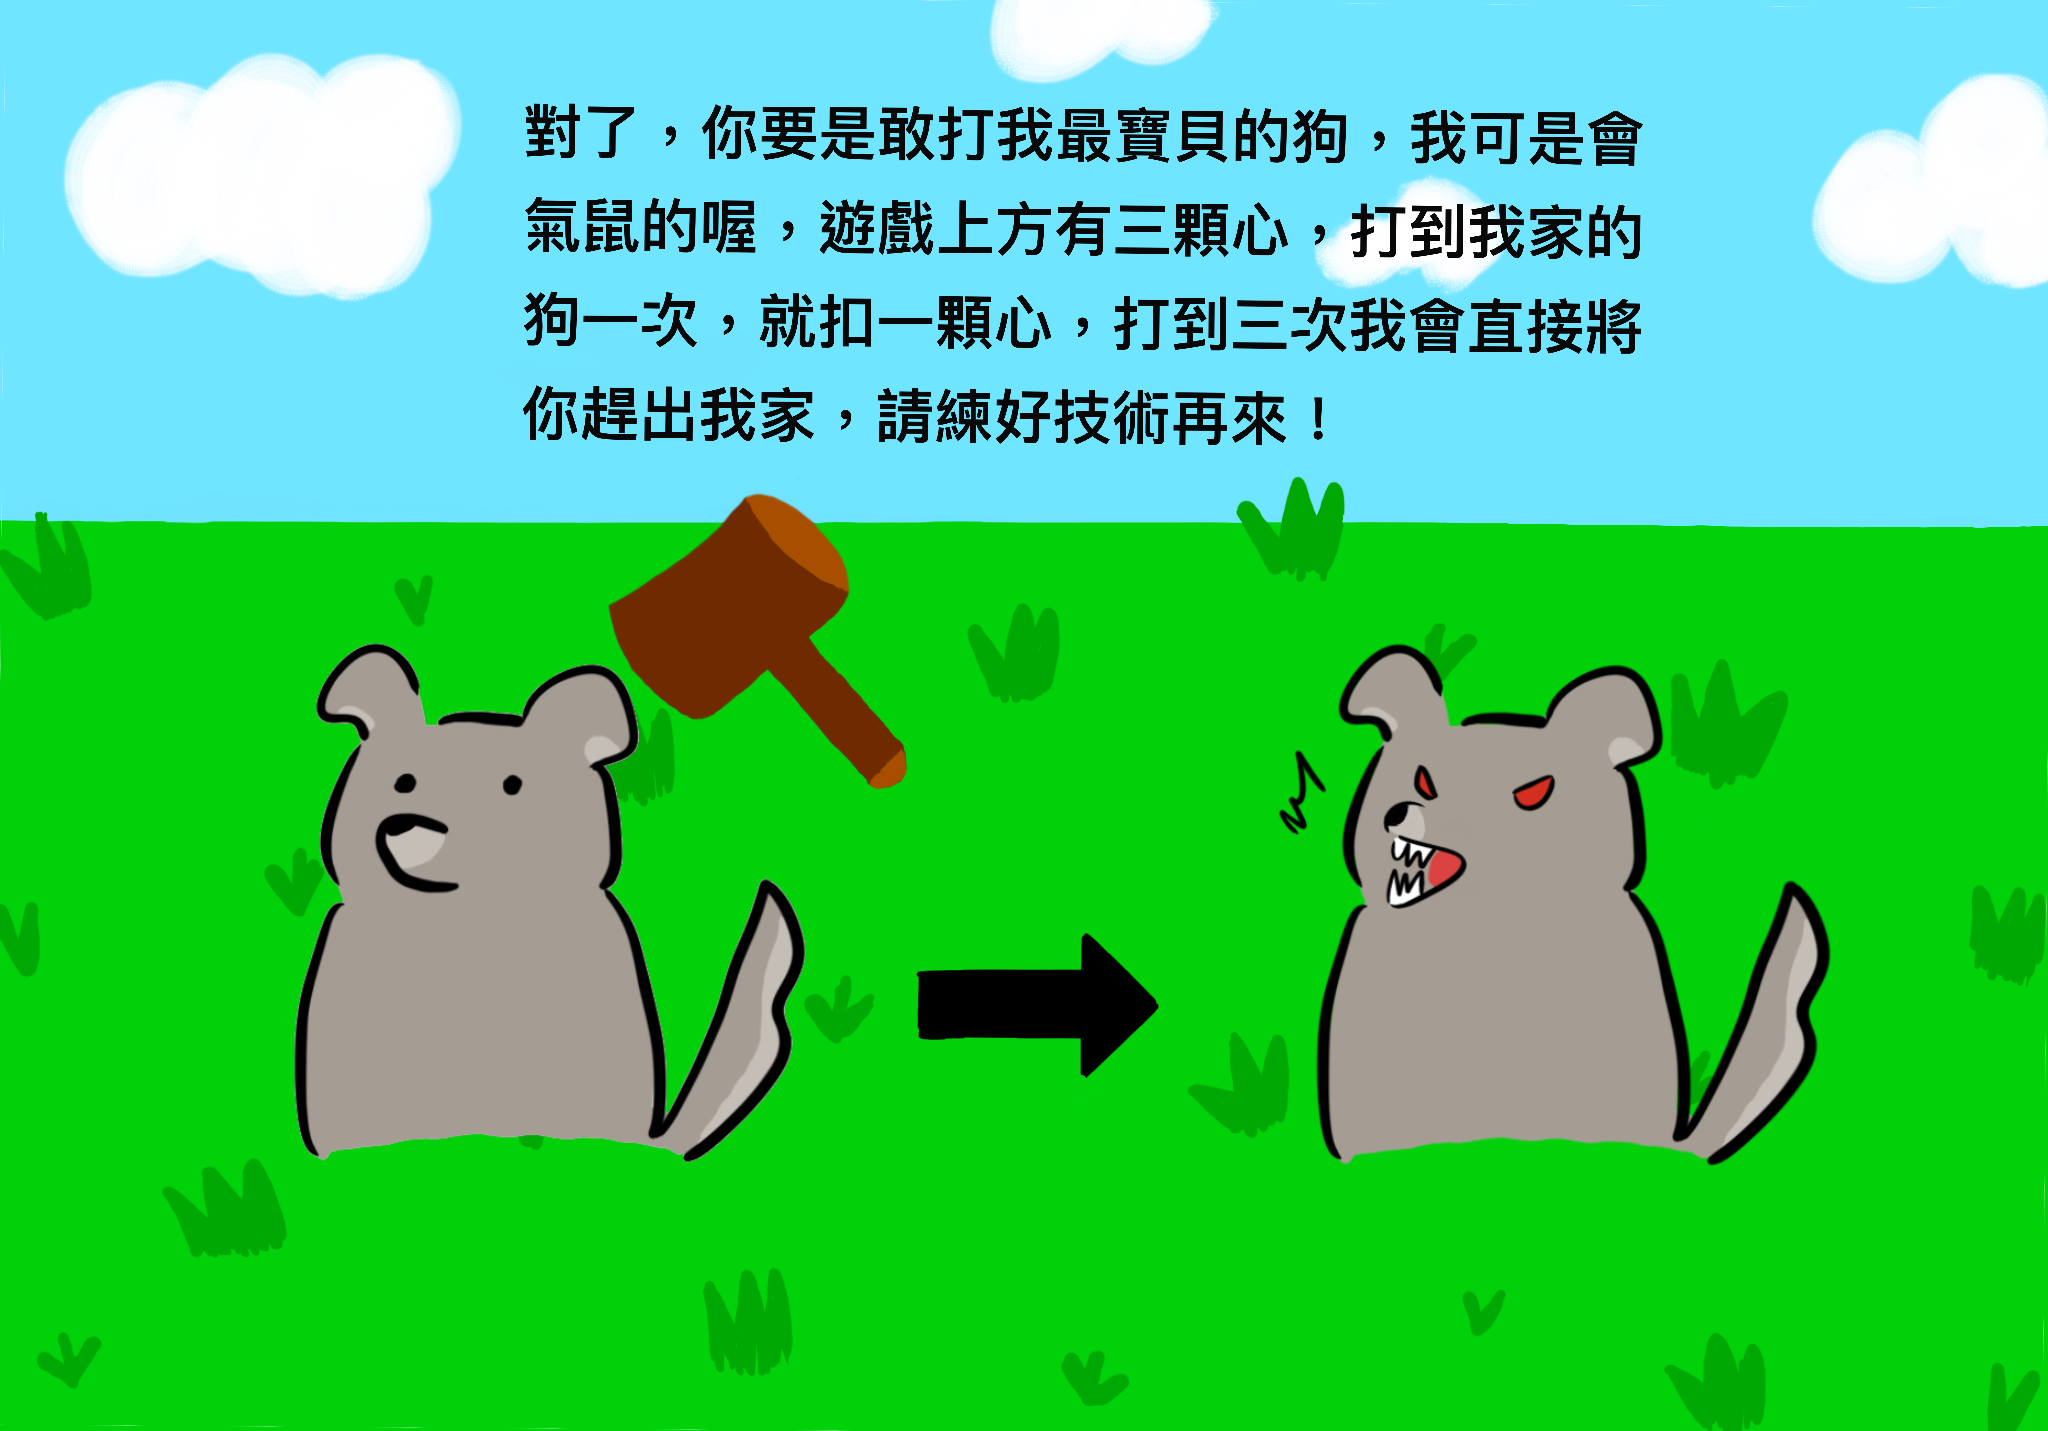 對了，你要是敢打我最寶貝的狗，我可是會
氣鼠的喔，遊戲上方有三顆心，打到我家的
狗一次，就扣一顆心，打到三次我會直接將
你趕出我家，請練好技術再來！